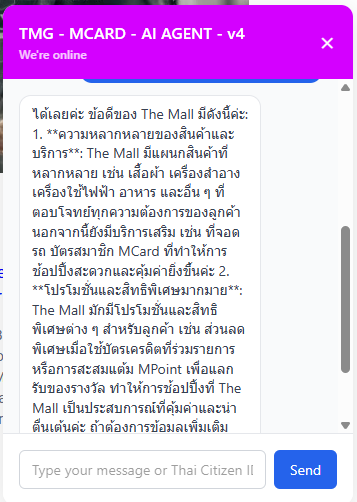 TMG - MCARD - AI AGENT - v4
We're online
ได้เลยค่ะ ข้อดีของ The Mall มีดังนี้ค่ะ:
1. **ความหลากหลายของสินค้าและ
บริการ**: The Mall มีแผนกสินค้าที่
หลากหลาย เช่น เสื้อผ้า เครื่องสำอาง
เครื่องใช้ไฟฟ้า อาหาร และอื่น ๆ ที่
ตอบโจทย์ทุกความต้องการของลูกค้า
นอกจากนี้ยังมีบริการเสริม เช่น ที่จอด
รถ บัตรสมาชิก MCard ที่ทำให้การ
ช้อปปิ้งสะดวกและคุ้มค่ายิ่งขึ้นค่ะ 2.
**โปรโมชั่นและสิทธิพิเศษมากมาย**:
The Mall มักมีโปรโมชั่นและสิทธิ
พิเศษต่าง ๆ สำหรับลูกค้า เช่น ส่วนลด
พิเศษเมื่อใช้บัตรเครดิตที่ร่วมรายการ
หรือการสะสมแต้ม MPoint เพื่อแลก
รับของรางวัล ทำให้การช้อปปิ้งที่ The
Mall เป็นประสบการณ์ที่คุ้มค่าและน่า
ตื่นเต้นค่ะ ถ้าต้องการข้อมูลเพิ่มเติม
Type your message or Thai Citizen ID
Send